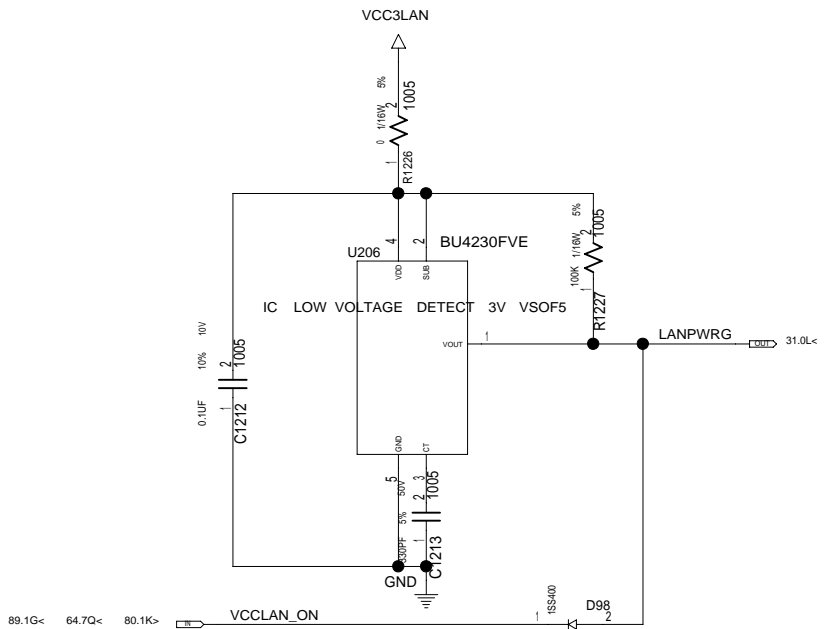 VCC3LAN
5%
1005
2
1/16W
0
1
R1226
5%
1005
2
1/16W
100K
1
R1227
4
2
BU4230FVE
U206
VDD
SUB
IC LOW VOLTAGE DETECT 3V VSOF5
VOUT
1
LANPWRG
OUT
31.0L<
10V
10%
1005
2
0.1UF
1
C1212
GND
CT
5
3
50V
2
1005
5%
330PF
1
C1213
GND
1SS400
D98
1
2
89.1G<
64.7Q<
80.1K>
IN
VCCLAN_ON